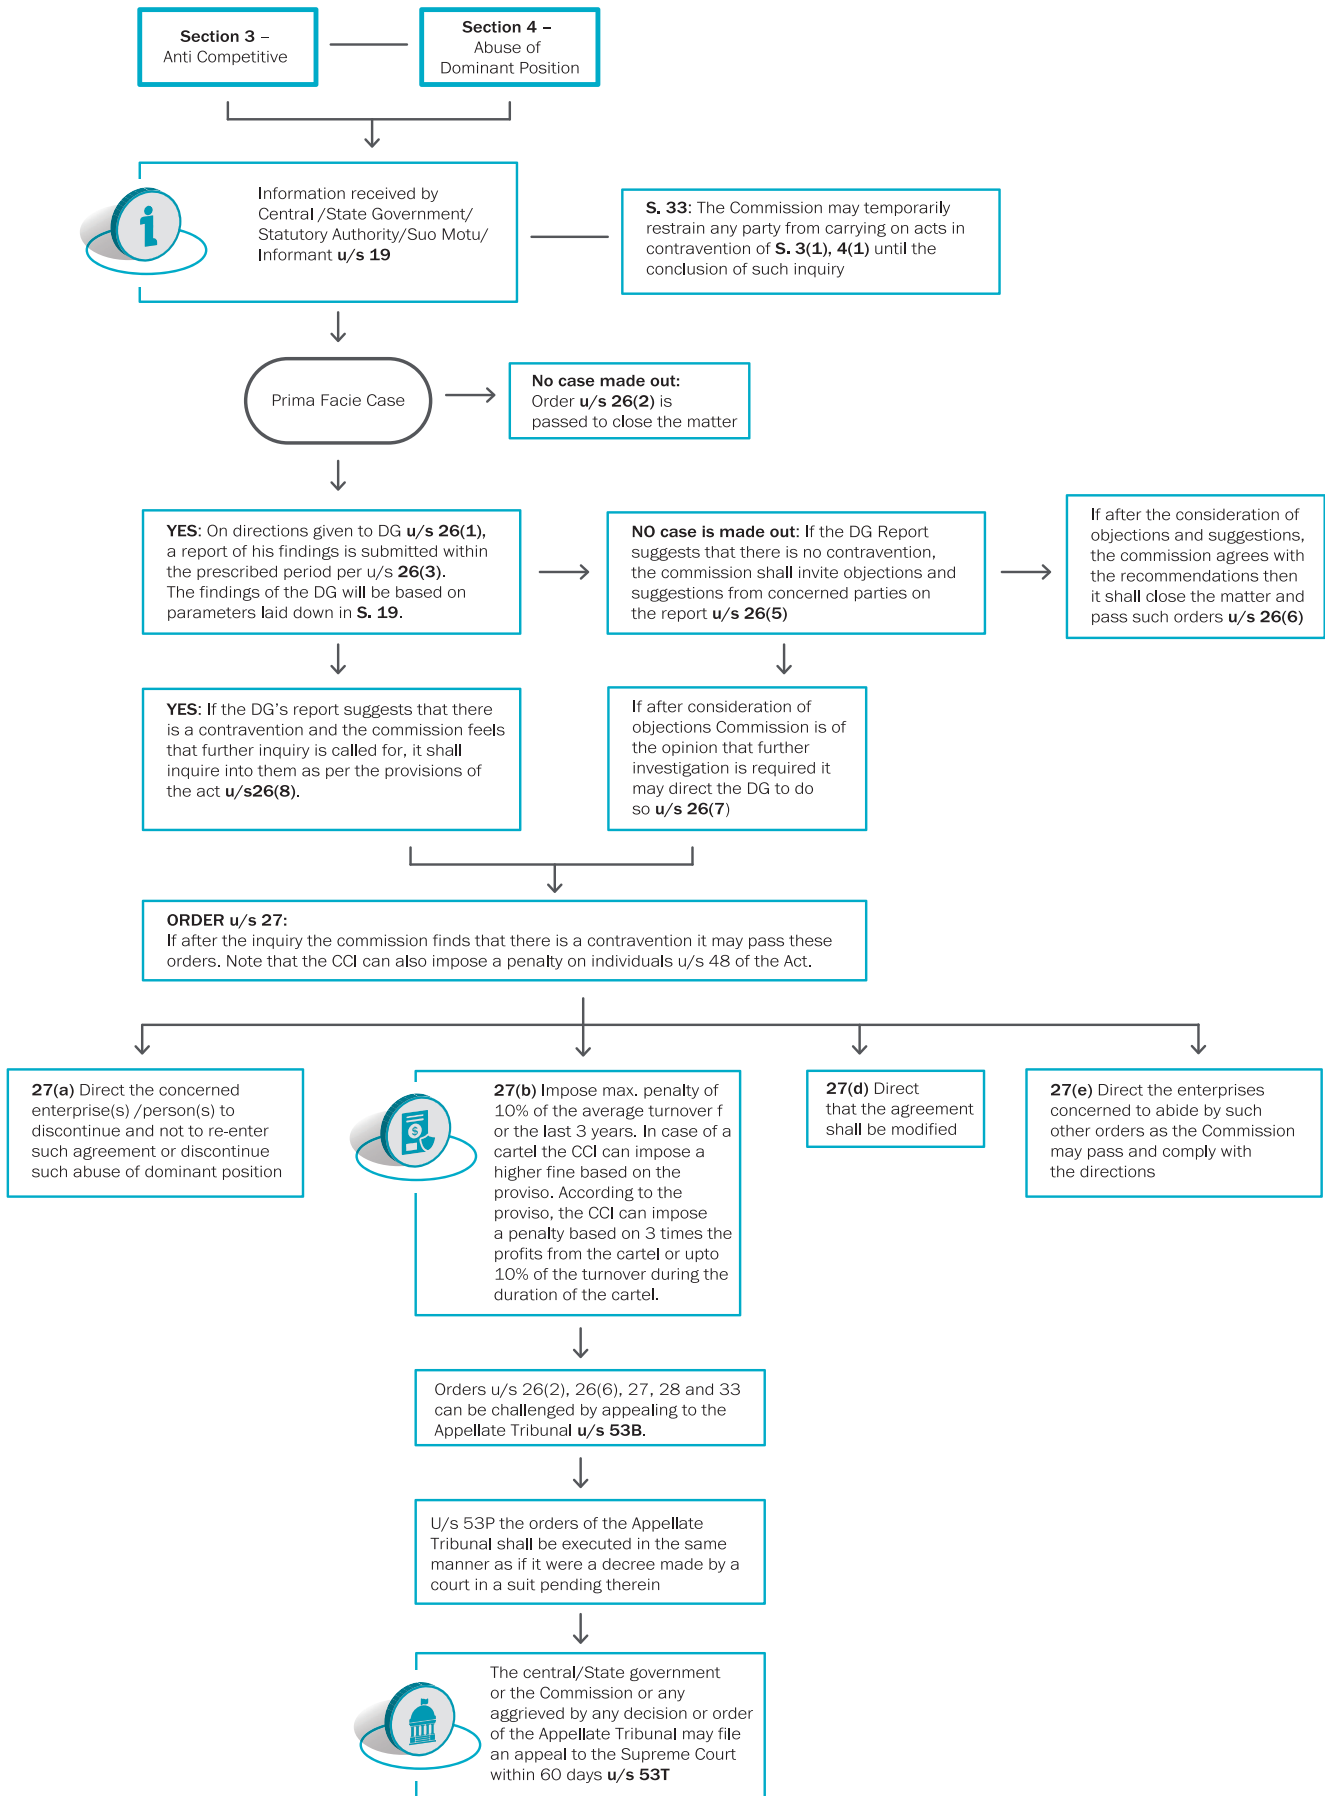 Section 3 –
Anti Competitive
Section 4 –
Abuse of
Dominant Position
Information received by
Central /State Government/
Statutory Authority/Suo Motu/
Informant u/s 19
S. 33: The Commission may temporarily
restrain any party from carrying on acts in
contravention of S. 3(1), 4(1) until the
conclusion of such inquiry
Prima Facie Case
No case made out:
Order u/s 26(2) is
passed to close the matter
YES: On directions given to DG u/s 26(1),
a report of his findings is submitted within
the prescribed period per u/s 26(3).
The findings of the DG will be based on
parameters laid down in S. 19.
NO case is made out: If the DG Report
suggests that there is no contravention,
the commission shall invite objections and
suggestions from concerned parties on
the report u/s 26(5)
If after the consideration of
objections and suggestions,
the commission agrees with
the recommendations then
it shall close the matter and
pass such orders u/s 26(6)
YES: If the DG's report suggests that there
is a contravention and the commission feels
that further inquiry is called for, it shall
inquire into them as per the provisions of
the act u/s26(8).
If after consideration of
objections Commission is of
the opinion that further
investigation is required it
may direct the DG to do
so u/s 26(7)
ORDER u/s 27:
If after the inquiry the commission finds that there is a contravention it may pass these
orders. Note that the CCI can also impose a penalty on individuals u/s 48 of the Act.
27(a) Direct the concerned
enterprise(s) /person(s) to
discontinue and not to re-enter
such agreement or discontinue
such abuse of dominant position
27(b) Impose max. penalty of
10% of the average turnover f
or the last 3 years. In case of a
cartel the CCI can impose a
higher fine based on the
proviso. According to the
proviso, the CCI can impose
a penalty based on 3 times the
profits from the cartel or upto
10% of the turnover during the
duration of the cartel.
27(d) Direct
that the agreement
shall be modified
27(e) Direct the enterprises
concerned to abide by such
other orders as the Commission
may pass and comply with
the directions
Orders u/s 26(2), 26(6), 27, 28 and 33
can be challenged by appealing to the
Appellate Tribunal u/s 53B.
U/s 53P the orders of the Appellate
Tribunal shall be executed in the same
manner as if it were a decree made by a
court in a suit pending therein
The central/State government
or the Commission or any
aggrieved by any decision or order
of the Appellate Tribunal may file
an appeal to the Supreme Court
within 60 days u/s 53T